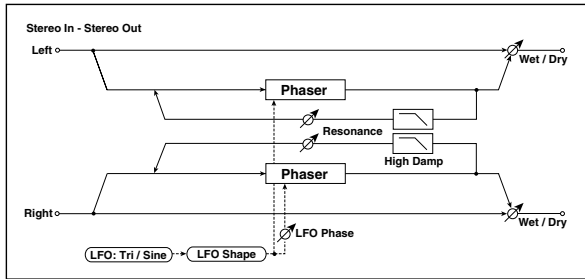 Stereo In - Stereo Out
Left
Wet / Dry
Phaser
Resonance
High Damp
Phaser
Right
Wet / Dry
LFO Phase
LFO: Tri / Sine
LFO Shape